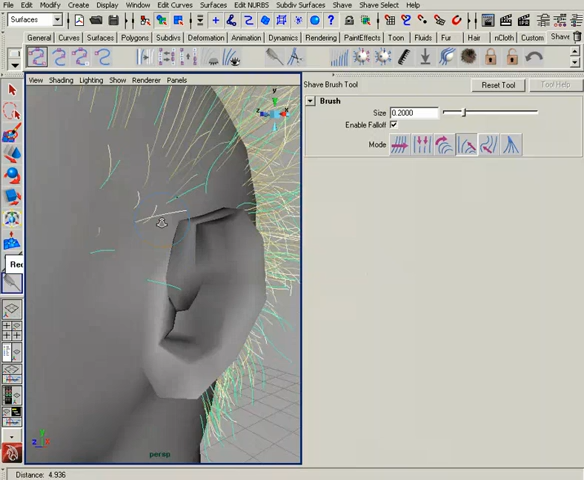 File Edit Modify Create Display Window Edit Curves Surfaces Edit NURBS Subdiv Surfaces Shave Shave Select Help
Surfaces
General Curves Surfaces Polygons Subdivs Deformation Animation Dynamics Rendering PaintEffects Toon Fluids Fur Hair nCloth Custom Shave
View Shading Lighting Show Renderer Panels
Shave Brush Tool Reset Tool Tool Help
Brush
Size 0.2000
Enable Falloff
Mode
y
z x
Rec
persp
z x
Distance: 4.936